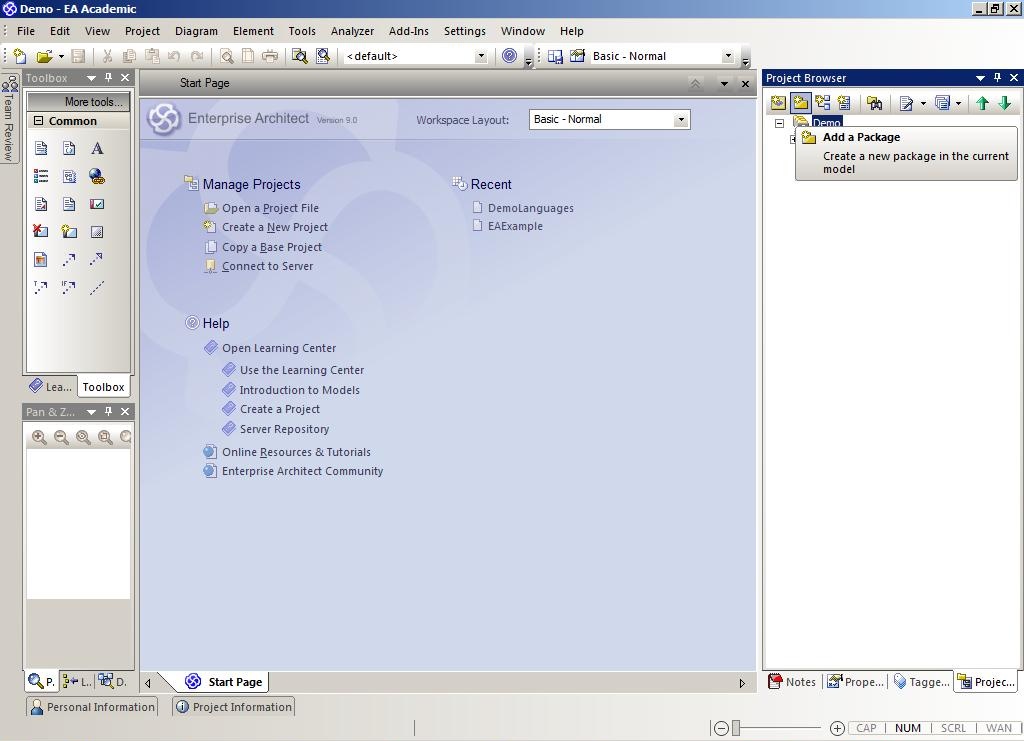 Demo - EA Academic
File Edit View Project Diagram Element Tools Analyzer Add-Ins Settings Window Help
<default>
Basic - Normal
Team Review
Toolbox
More tools...
Common
Lea...
Toolbox
Pan & Z...
P.
L..
D.
Start Page
Enterprise Architect Version 9.0
Workspace Layout: Basic - Normal
Manage Projects
Open a Project File
Create a New Project
Copy a Base Project
Connect to Server
Recent
DemoLanguages
EAExample
Help
Open Learning Center
Use the Learning Center
Introduction to Models
Create a Project
Server Repository
Online Resources & Tutorials
Enterprise Architect Community
Start Page
Project Browser
Demo
Add a Package
Create a new package in the current
model
Notes
Prope...
Tagge...
Projec...
Personal Information
Project Information
CAP NUM SCRL WAN